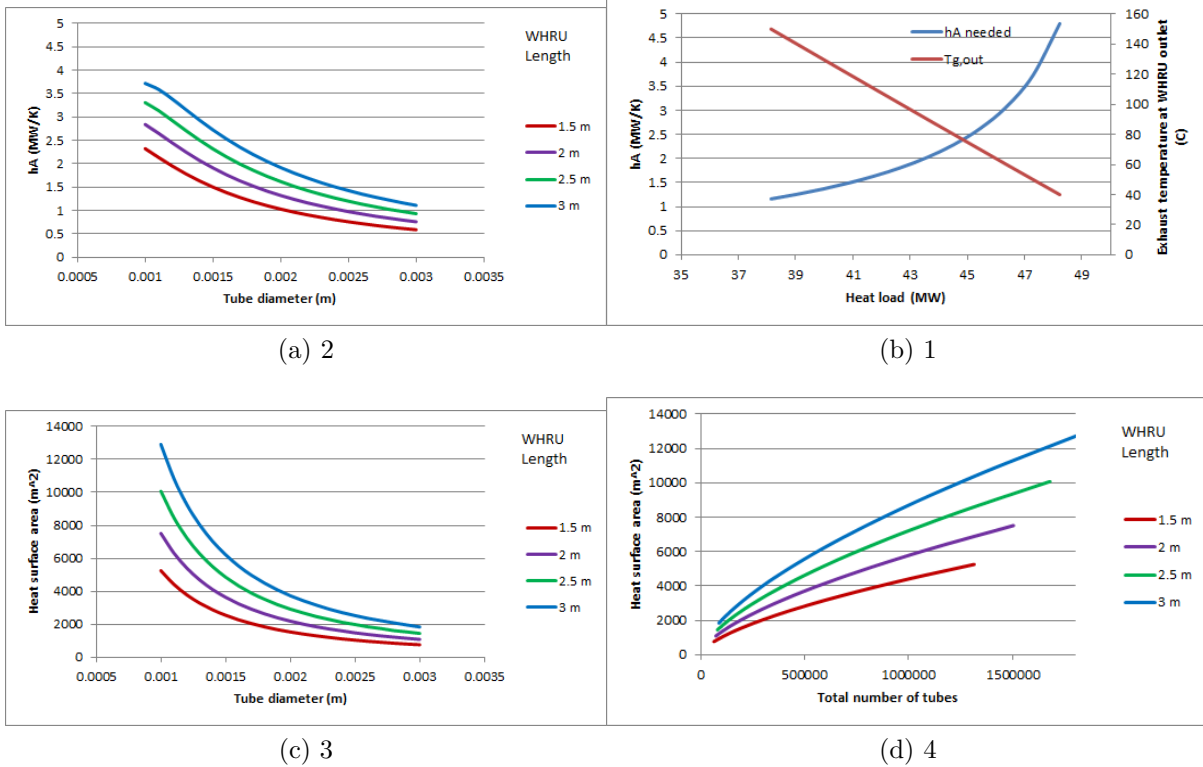 5
4.5
4
3.5
3
2.5
2
1.5
1
0.5
0
hA (MW/K)
0.0005 0.001 0.0015 0.002 0.0025 0.003 0.0035
Tube diameter (m)
WHRU
Length
1.5 m
2 m
2.5 m
3 m
(a) 2
5
4.5
4
3.5
3
2.5
2
1.5
1
0.5
0
hA (MW/K)
hA needed
Tg,out
35 37 39 41 43 45 47 49
Heat load (MW)
160
140
120
100
80
60
40
20
0
Exhaust temperature at WHRU outlet
(C)
(b) 1
14000
12000
10000
8000
6000
4000
2000
0
Heat surface area (m^2)
0.0005 0.001 0.0015 0.002 0.0025 0.003 0.0035
Tube diameter (m)
WHRU
Length
1.5 m
2 m
2.5 m
3 m
(c) 3
14000
12000
10000
8000
6000
4000
2000
0
Heat surface area (m^2)
0 500000 1000000 1500000
Total number of tubes
WHRU
Length
1.5 m
2 m
2.5 m
3 m
(d) 4